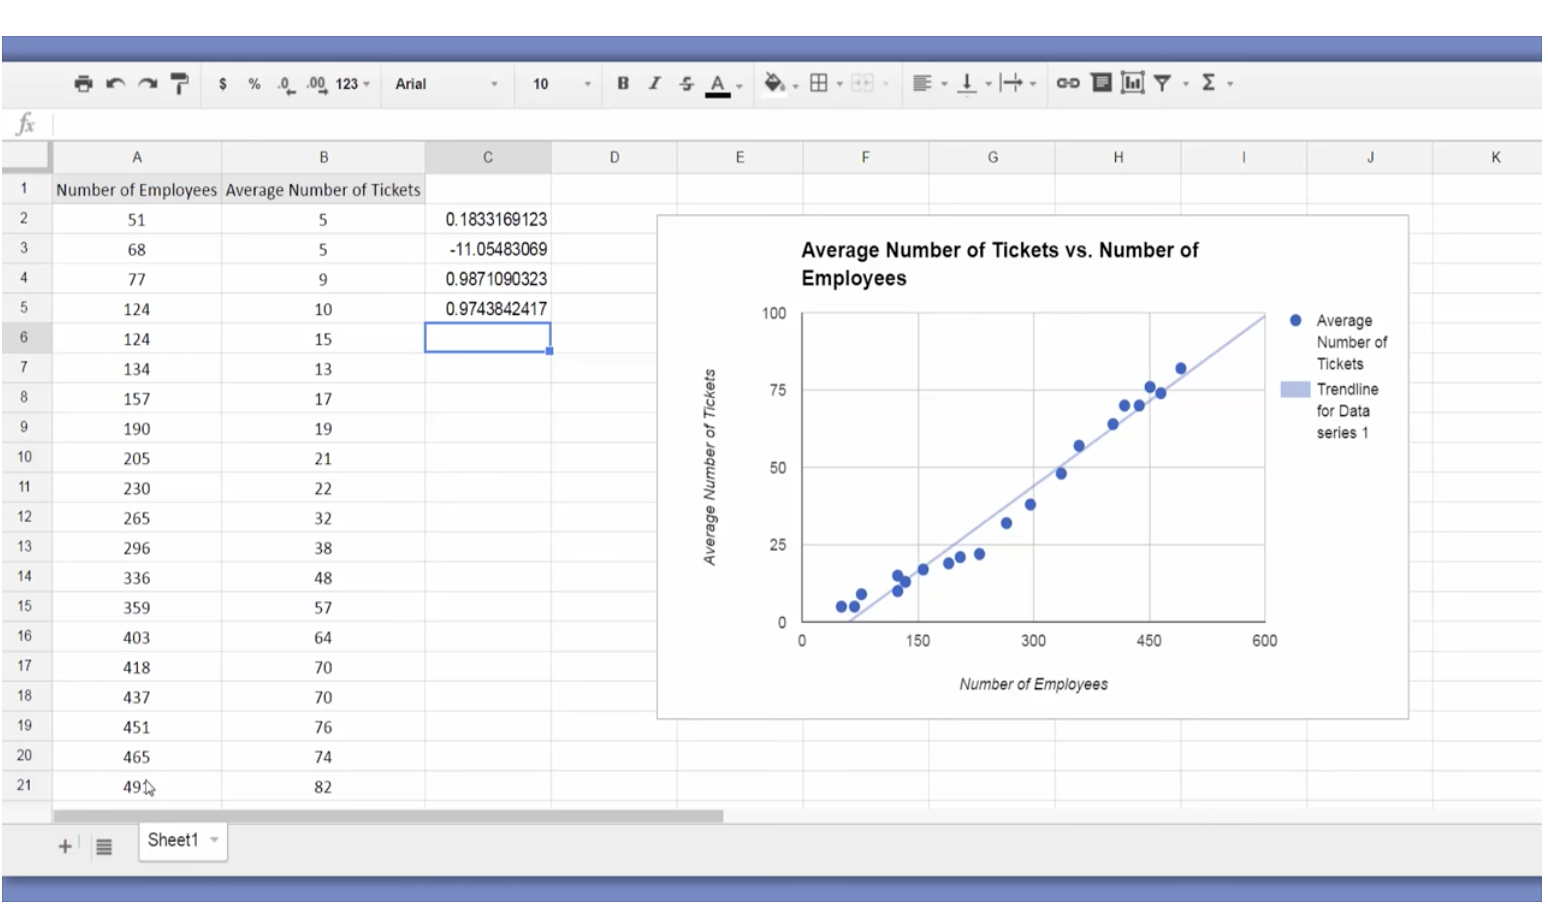 $ % .0 .00 123 Arial 10 B I S A Σ
fx
A B C D E F G H I J K
1 Number of Employees Average Number of Tickets
2 51 5 0.1833169123
3 68 5 -11.05483069
4 77 9 0.9871090323
5 124 10 0.9743842417
6 124 15
7 134 13
8 157 17
9 190 19
10 205 21
11 230 22
12 265 32
13 296 38
14 336 48
15 359 57
16 403 64
17 418 70
18 437 70
19 451 76
20 465 74
21 491 82
Average Number of Tickets vs. Number of
Employees
100
75
50
25
0
Average Number of Tickets
0 150 300 450 600
Number of Employees
Average
Number of
Tickets
Trendline
for Data
series 1
+ Sheet1